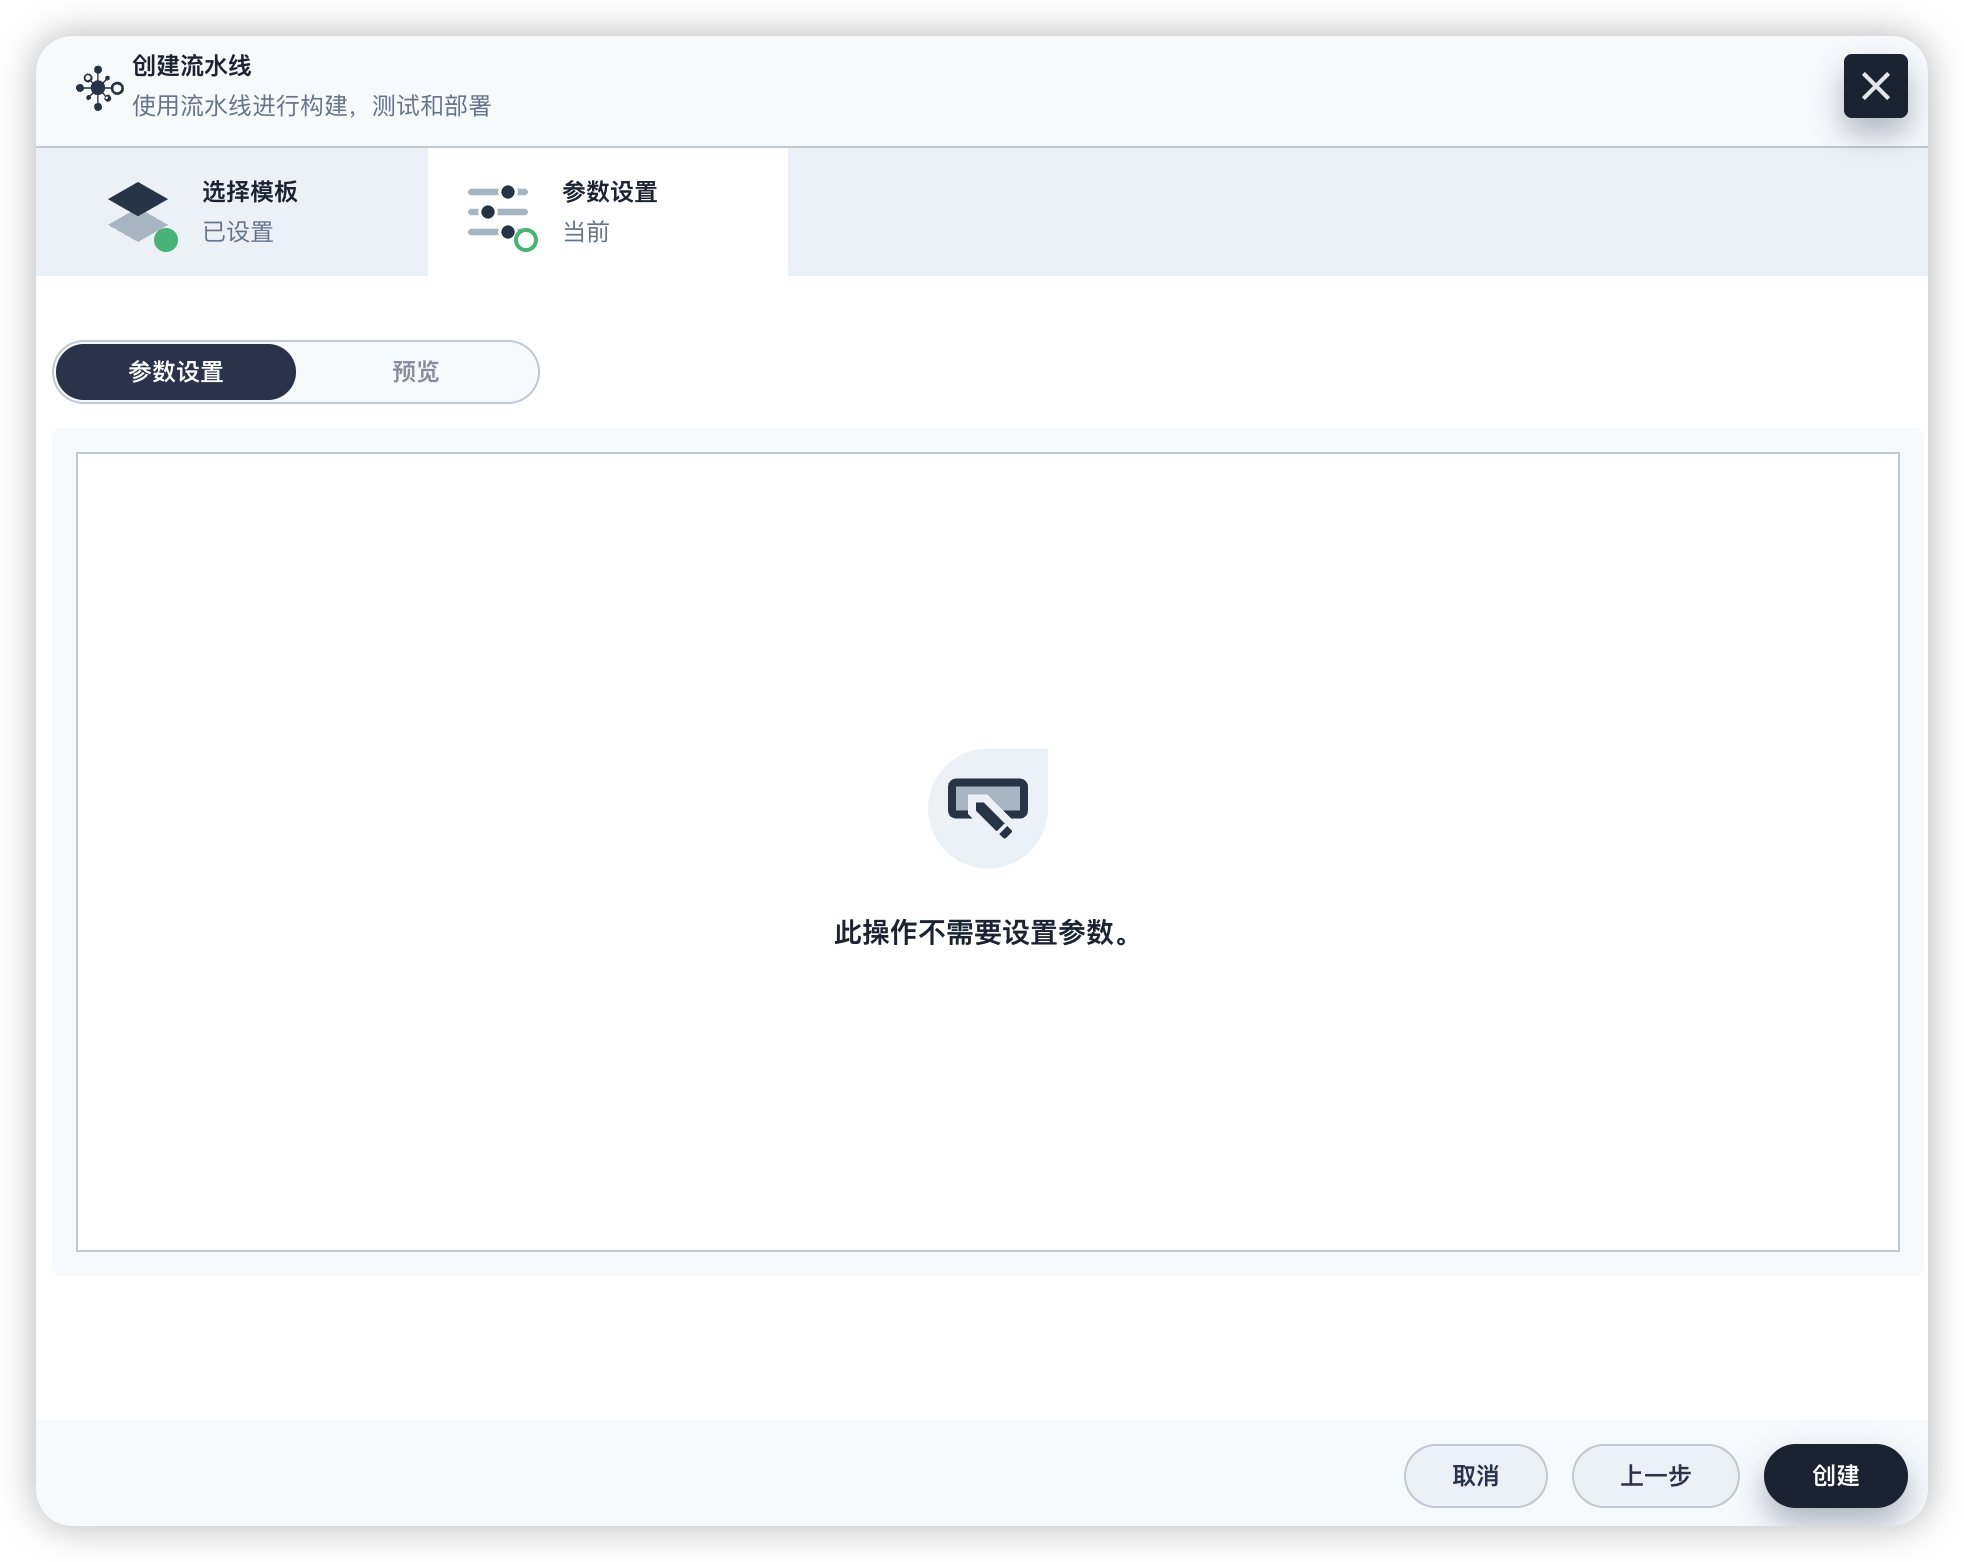 创建流水线
使用流水线进行构建，测试和部署
选择模板
已设置
参数设置
当前
参数设置
预览
此操作不需要设置参数。
取消
上一步
创建